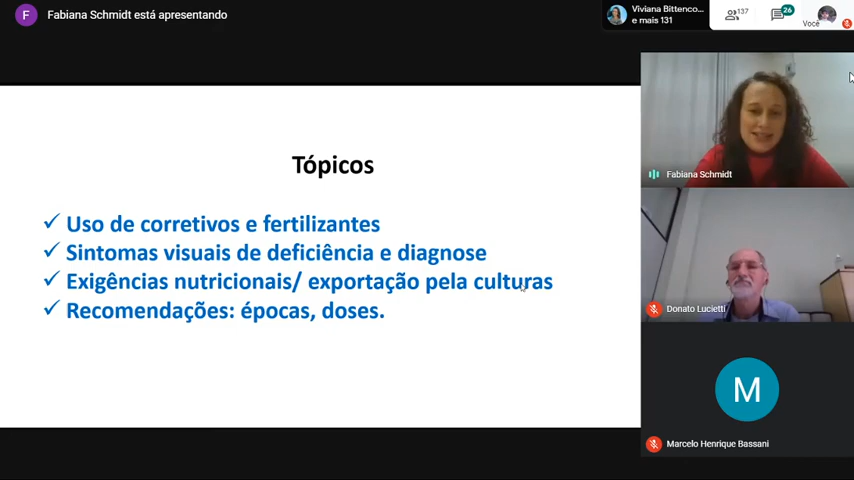 F
Fabiana Schmidt está apresentando
Viviana Bittenco...
e mais 131
137
26
Você
Tópicos
✓ Uso de corretivos e fertilizantes
✓ Sintomas visuais de deficiência e diagnose
✓ Exigências nutricionais/ exportação pela culturas
✓ Recomendações: épocas, doses.
Fabiana Schmidt
Donato Lucietti
M
Marcelo Henrique Bassani